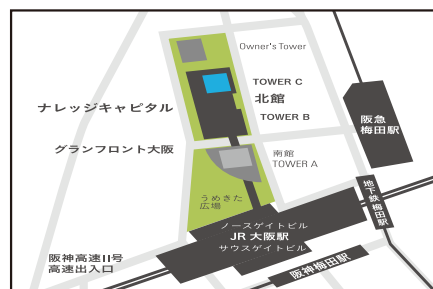 Owner's Tower
TOWER C
北館
TOWER B
ナレッジキャピタル
阪急
梅田駅
グランフロント大阪
南館
TOWER A
うめきた
広場
地下鉄梅田駅
ノースゲイトビル
JR 大阪駅
サウスゲイトビル
阪神高速11号
高速出入口
阪神梅田駅